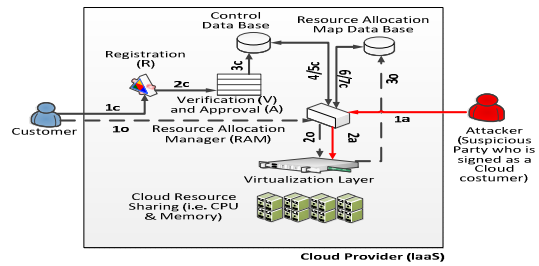 Control
Data Base
Resource Allocation
Map Data Base
Registration
(R)
2c
3c
4/5c
6/7c
3o
1c
Verification (V)
and Approval (A)
1a
Customer
1o
Resource Allocation
Manager (RAM)
2o
2a
Attacker
(Suspicious
Party who is
signed as a
Cloud
costumer)
Virtualization Layer
Cloud Resource
Sharing (i.e. CPU
& Memory)
Cloud Provider (IaaS)